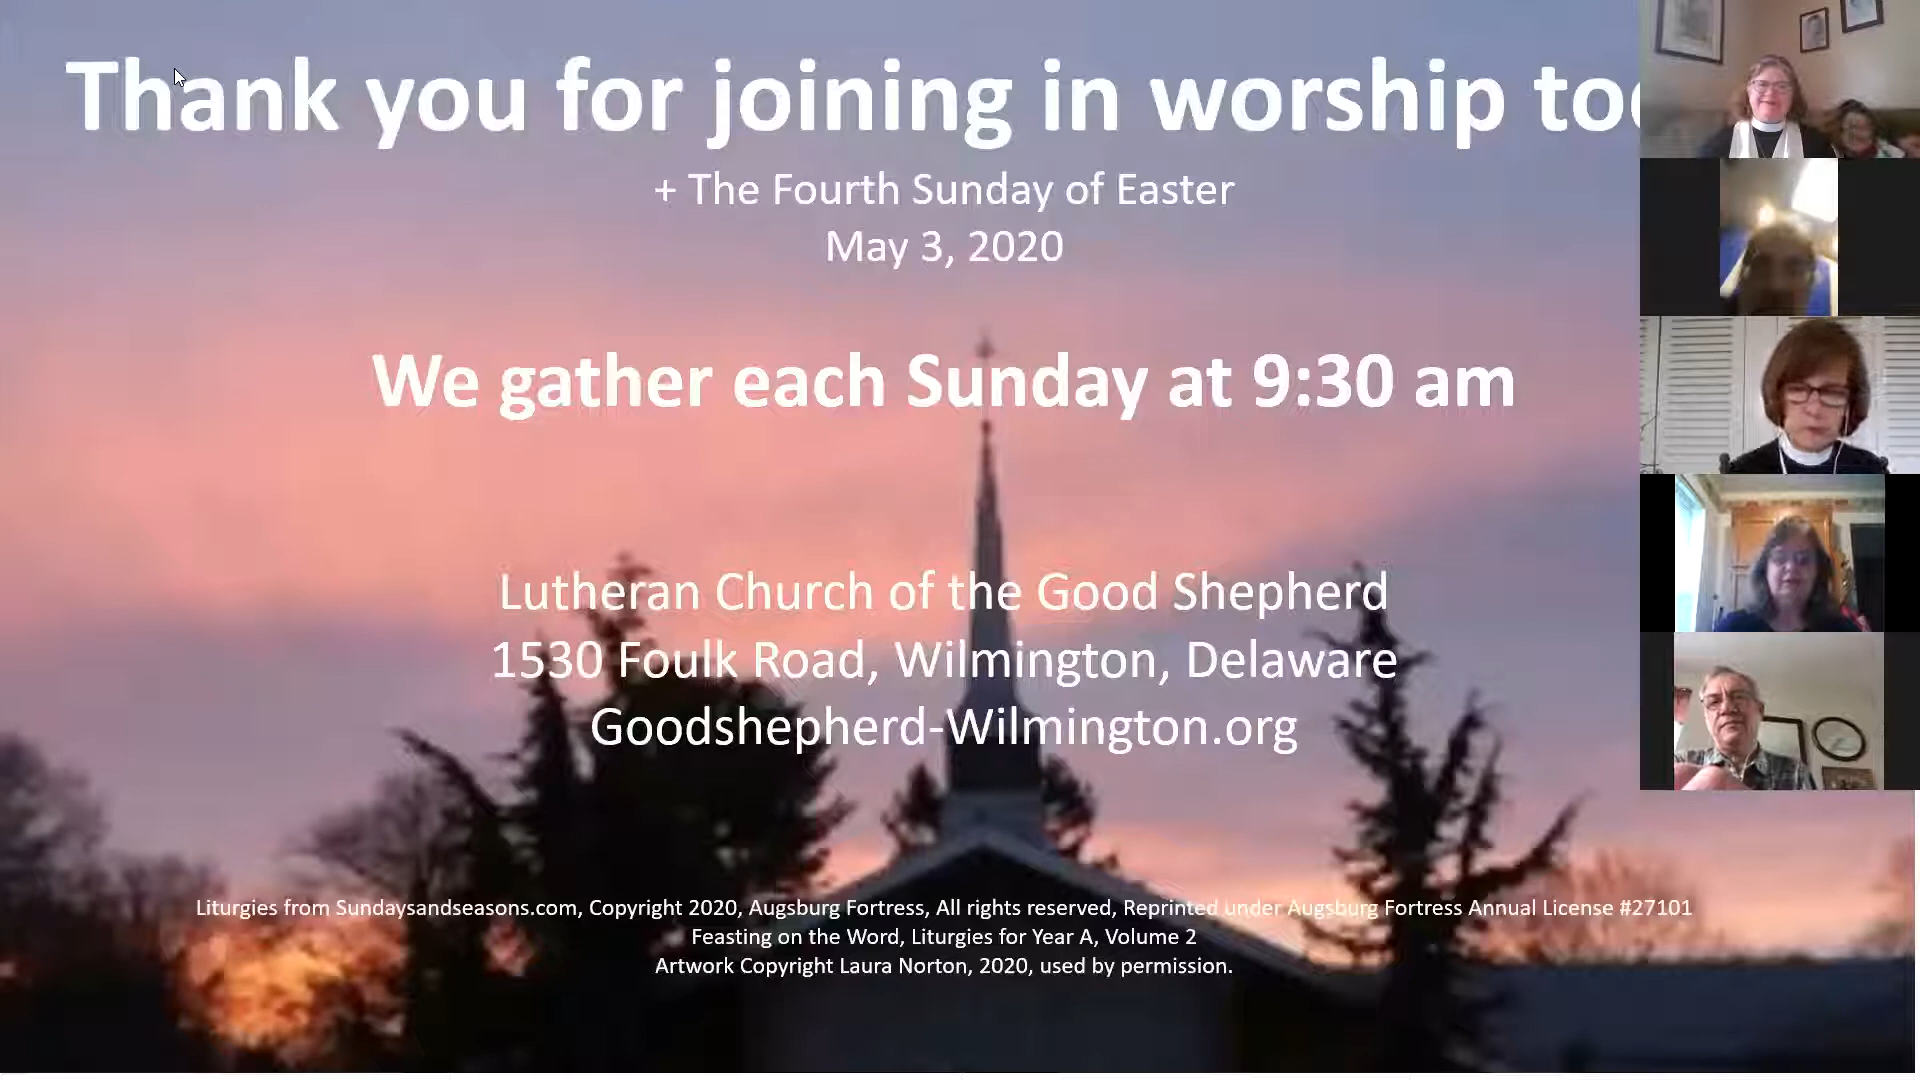 Thank you for joining in worship
+ The Fourth Sunday of Easter
May 3, 2020
We gather each Sunday at 9:30 am
Lutheran Church of the Good Shepherd
1530 Foulk Road, Wilmington, Delaware
Goodshepherd-Wilmington.org
Liturgies from Sundaysandseasons.com, Copyright 2020, Augsburg Fortress, All rights reserved, Reprinted under Augsburg Fortress Annual License #27101
Feasting on the Word, Liturgies for Year A, Volume 2
Artwork Copyright Laura Norton, 2020, used by permission.